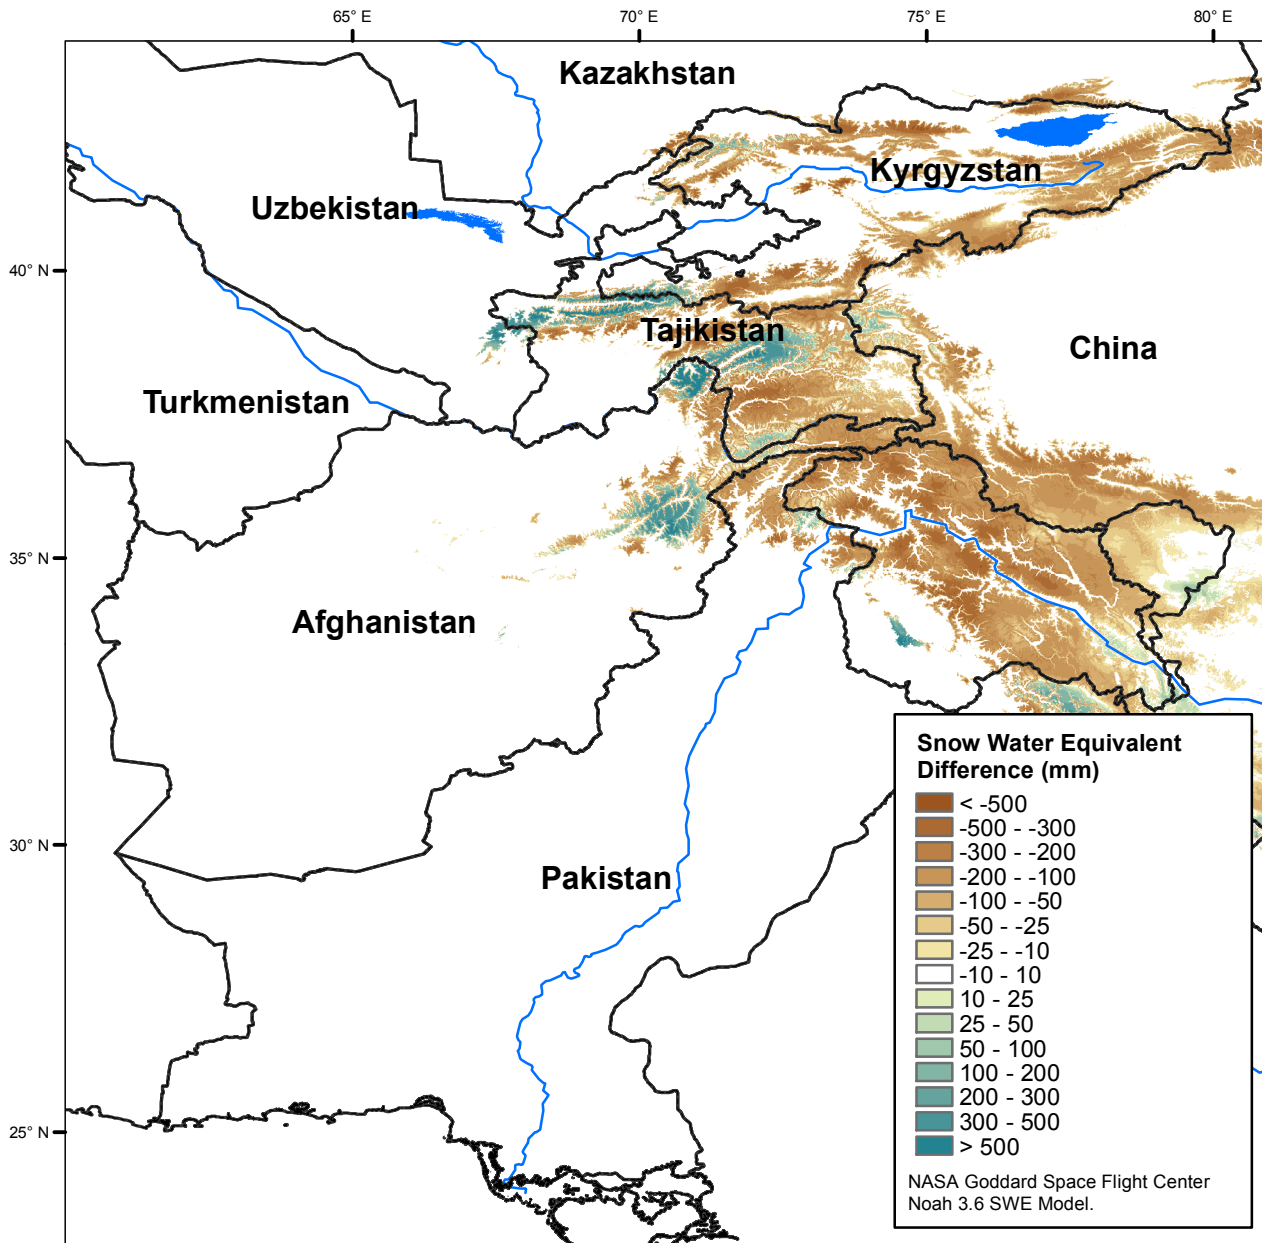 65° E
70° E
75° E
80° E
Kazakhstan
Kyrgyzstan
Uzbekistan
40° N
Tajikistan
China
Turkmenistan
35° N
Afghanistan
30° N
Pakistan
25° N
Snow Water Equivalent
Difference (mm)
< -500
-500 - -300
-300 - -200
-200 - -100
-100 - -50
-50 - -25
-25 - -10
-10 - 10
10 - 25
25 - 50
50 - 100
100 - 200
200 - 300
300 - 500
> 500
NASA Goddard Space Flight Center
Noah 3.6 SWE Model.